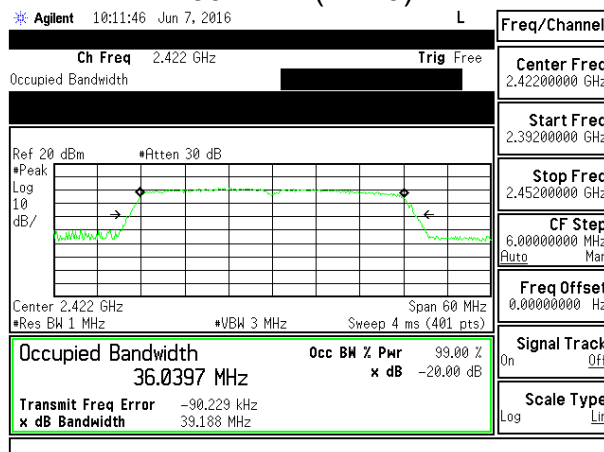 Agilent 10:11:46 Jun 7, 2016 L
Ch Freq 2.422 GHz Trig Free
Occupied Bandwidth
Ref 20 dBm #Atten 30 dB
#Peak
Log
10
dB/
Center 2.422 GHz Span 60 MHz
#Res BW 1 MHz #VBW 3 MHz Sweep 4 ms (401 pts)
Occupied Bandwidth Occ BW % Pwr 99.00 %
36.0397 MHz x dB -20.00 dB
Transmit Freq Error -90.229 kHz
x dB Bandwidth 39.188 MHz
Freq/Channel
Center Freq
2.42200000 GHz
Start Freq
2.39200000 GHz
Stop Freq
2.45200000 GHz
CF Step
6.00000000 MHz
Auto Man
Freq Offset
0.00000000 Hz
Signal Track
On Off
Scale Type
Log Lin